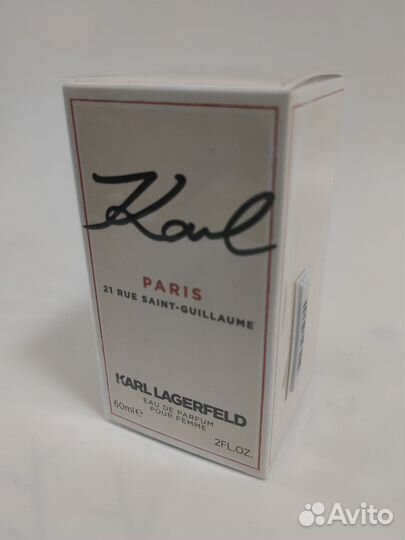 Karl
PARIS
21 RUE SAINT-GUILLAUME
KARL LAGERFELD
EAU DE PARFUM
POUR FEMME
60ml℮
2FL.OZ.
Avito